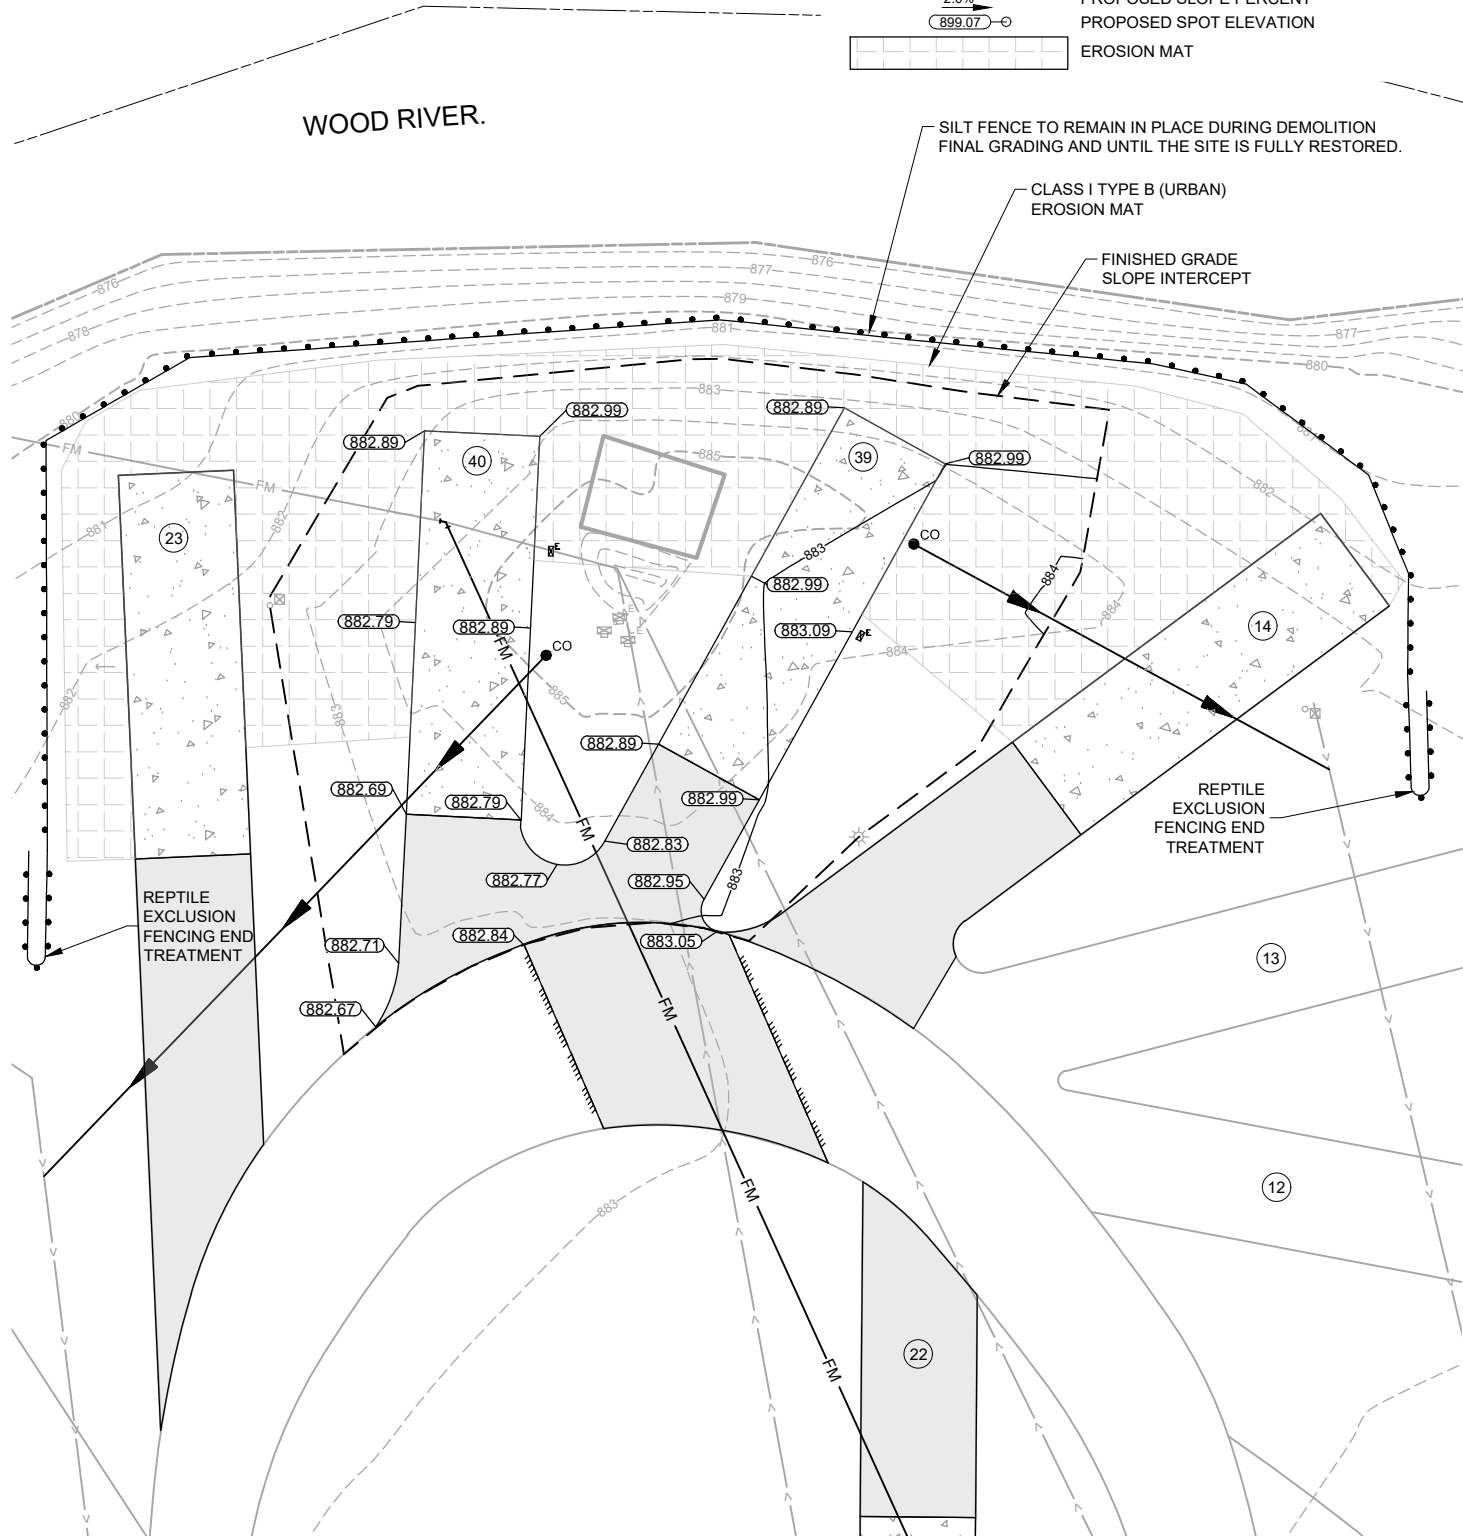 2.0%
PROPOSED SLOPE PERCENT
899.07
PROPOSED SPOT ELEVATION
EROSION MAT
WOOD RIVER.
SILT FENCE TO REMAIN IN PLACE DURING DEMOLITION
FINAL GRADING AND UNTIL THE SITE IS FULLY RESTORED.
CLASS I TYPE B (URBAN)
EROSION MAT
FINISHED GRADE
SLOPE INTERCEPT
876
877
876
878
879
881
877
880
880
883
881
882.99
882.89
882.89
FM
40
39
882.99
885
FM
882
881
882
23
E
CO
883
884
882.99
E
884
14
882.79
882.89
883.09
E
E
FM
CO
884
882
885
883
882.89
882.69
882.79
882.99
884
FM
REPTILE
EXCLUSION
FENCING END
TREATMENT
882.83
882.77
882.95
883
REPTILE
EXCLUSION
FENCING END
TREATMENT
882.71
882.84
883.05
13
882.67
FM
12
FM
883
22
FM